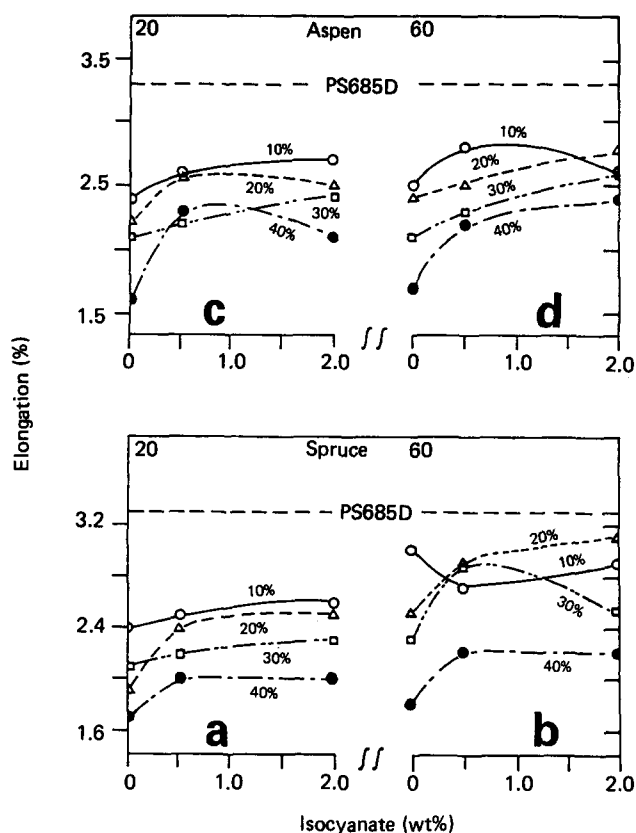 20 Aspen 60
3.5
PS685D
10%
10%
20%
20%
30%
2.5
30%
40%
40%
1.5
c
d
0 1.0 2.0 0 1.0 2.0
Elongation (%)
20 Spruce 60
3.2
PS685D
20%
10%
10%
30%
2.4
20%
30%
40%
40%
1.6
a
b
0 1.0 2.0 0 1.0 2.0
Isocyanate (wt%)